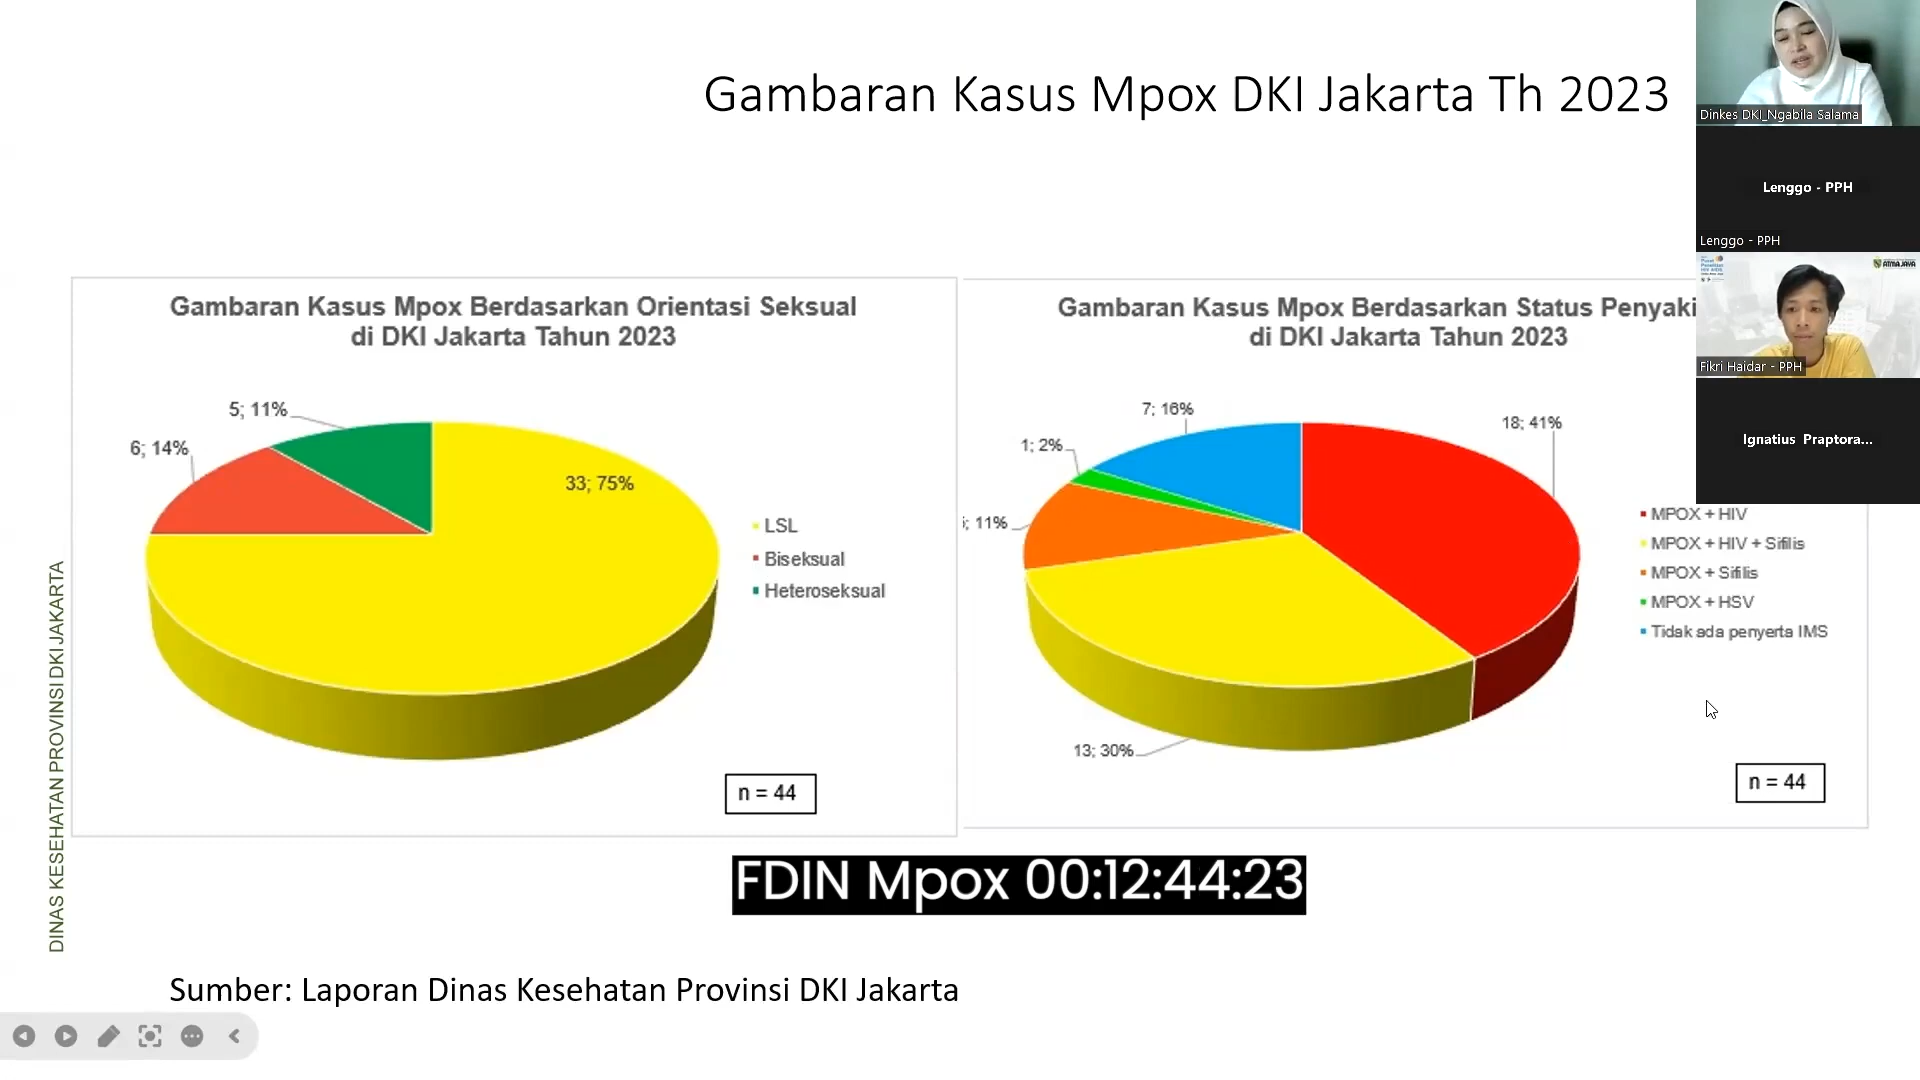 Gambaran Kasus Mpox DKI Jakarta Th 2023
Dinkes DKI_Ngabila Salama
Lenggo - PPH
Lenggo - PPH
ATMA JAYA
Fikri Haidar - PPH
Ignatius Praptora...
Gambaran Kasus Mpox Berdasarkan Orientasi Seksual
di DKI Jakarta Tahun 2023
5; 11%
6; 14%
33; 75%
LSL
Biseksual
Heteroseksual
n = 44
Gambaran Kasus Mpox Berdasarkan Status Penyaki
di DKI Jakarta Tahun 2023
7; 16%
1; 2%
18; 41%
; 11%
13; 30%
MPOX + HIV
MPOX + HIV + Sifilis
MPOX + Sifilis
MPOX + HSV
Tidak ada penyerta IMS
n = 44
DINAS KESEHATAN PROVINSI DKI JAKARTA
FDIN Mpox 00:12:44:23
Sumber: Laporan Dinas Kesehatan Provinsi DKI Jakarta